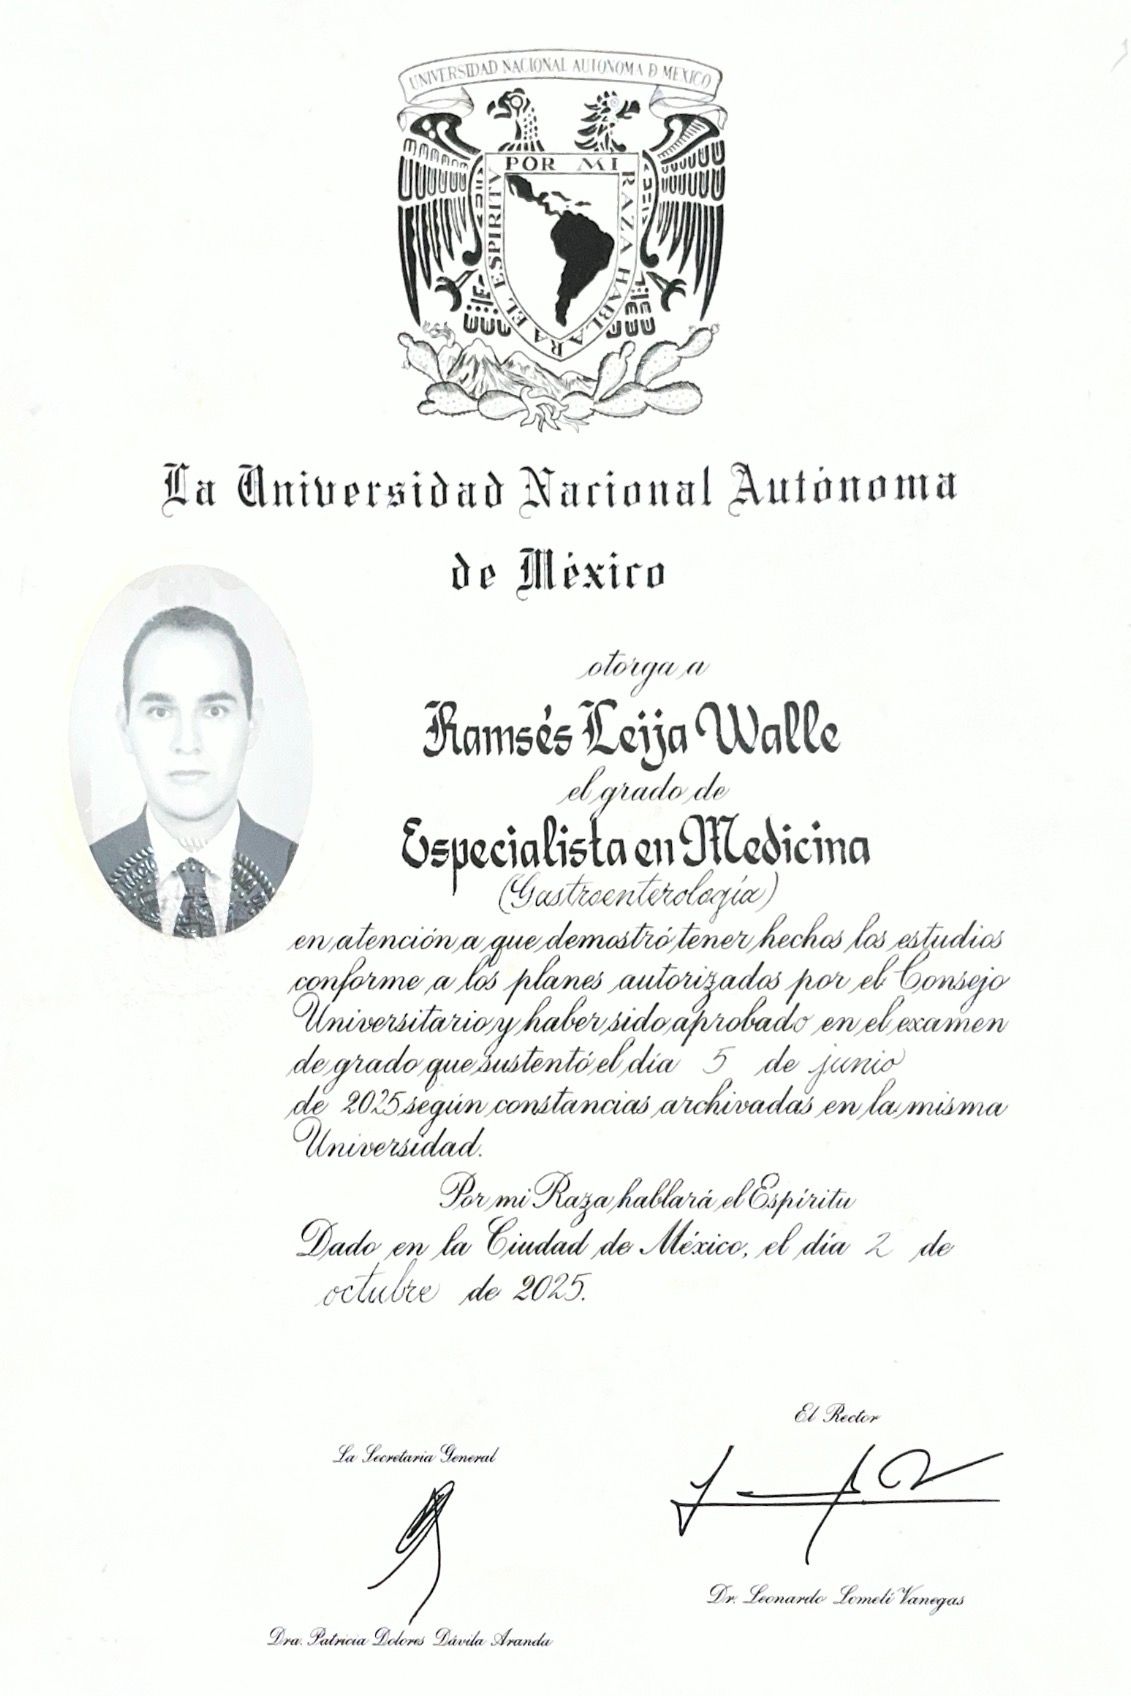 UNIVERSIDAD NACIONAL AUTONOMA D MEXICO
POR MI RAZA HABLARA EL ESPIRITU
La Universidad Nacional Autónoma
de México
otorga a
Ramsés Leija Walle
el grado de
Especialista en Medicina
(Gastroenterología)
en atención a que demostró tener hechos los estudios
conforme a los planes autorizados por el Consejo
Universitario y haber sido aprobado en el examen
de grado que sustentó el día 5 de junio
de 2025 según constancias archivadas en la misma
Universidad.
Por mi Raza hablará el Espíritu
Dado en la Ciudad de México, el día 2 de
octubre de 2025.
El Rector
La Secretaria General
Dr. Leonardo Lomelí Vanegas
Dra. Patricia Dolores Dávila Aranda